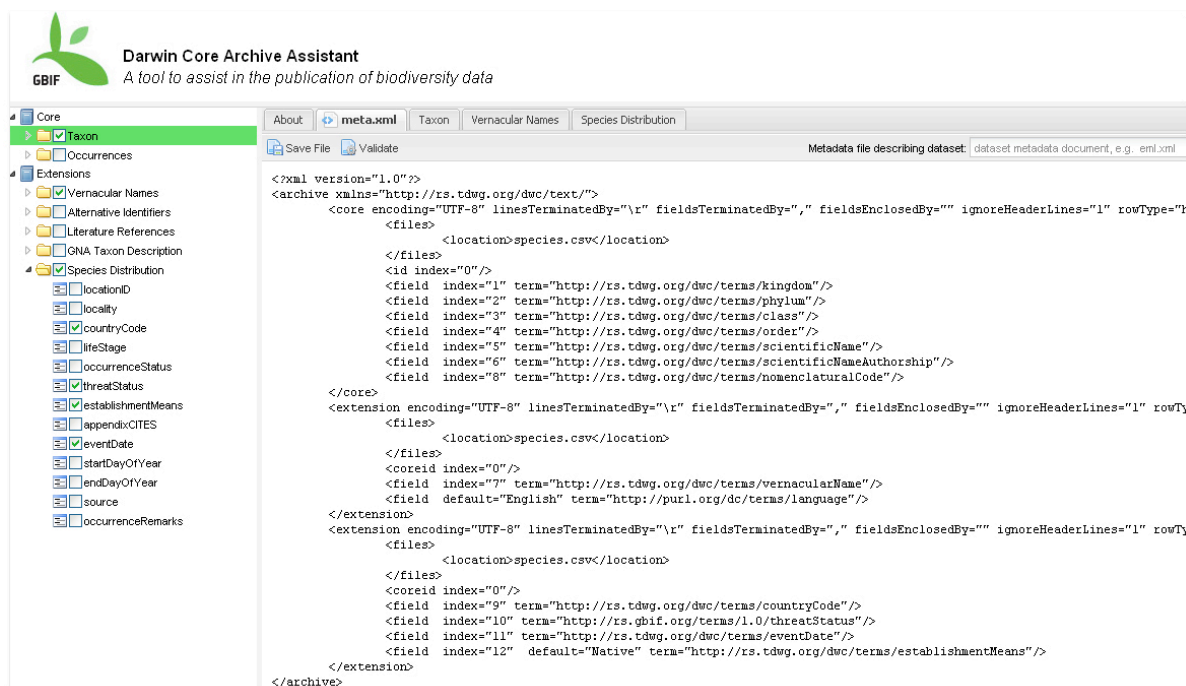 GBIF
Darwin Core Archive Assistant
A tool to assist in the publication of biodiversity data
Core
Taxon
Occurrences
Extensions
Vernacular Names
Alternative Identifiers
Literature References
GNA Taxon Description
Species Distribution
locationID
locality
countryCode
lifeStage
occurrenceStatus
threatStatus
establishmentMeans
appendixCITES
eventDate
startDayOfYear
endDayOfYear
source
occurrenceRemarks
About meta.xml Taxon Vernacular Names Species Distribution
Save File Validate Metadata file describing dataset: dataset metadata document, e.g. eml.xml
<?xml version="1.0"?>
<archive xmlns="http://rs.tdwg.org/dwc/text/">
<core encoding="UTF-8" linesTerminatedBy="\r" fieldsTerminatedBy="," fieldsEnclosedBy="" ignoreHeaderLines="1" rowType="h
<files>
<location>species.csv</location>
</files>
<id index="0"/>
<field index="1" term="http://rs.tdwg.org/dwc/terms/kingdom"/>
<field index="2" term="http://rs.tdwg.org/dwc/terms/phylum"/>
<field index="3" term="http://rs.tdwg.org/dwc/terms/class"/>
<field index="4" term="http://rs.tdwg.org/dwc/terms/order"/>
<field index="5" term="http://rs.tdwg.org/dwc/terms/scientificName"/>
<field index="6" term="http://rs.tdwg.org/dwc/terms/scientificNameAuthorship"/>
<field index="8" term="http://rs.tdwg.org/dwc/terms/nomenclaturalCode"/>
</core>
<extension encoding="UTF-8" linesTerminatedBy="\r" fieldsTerminatedBy="," fieldsEnclosedBy="" ignoreHeaderLines="1" rowTy
<files>
<location>species.csv</location>
</files>
<coreid index="0"/>
<field index="7" term="http://rs.tdwg.org/dwc/terms/vernacularName"/>
<field default="English" term="http://purl.org/dc/terms/language"/>
</extension>
<extension encoding="UTF-8" linesTerminatedBy="\r" fieldsTerminatedBy="," fieldsEnclosedBy="" ignoreHeaderLines="1" rowTy
<files>
<location>species.csv</location>
</files>
<coreid index="0"/>
<field index="9" term="http://rs.tdwg.org/dwc/terms/countryCode"/>
<field index="10" term="http://rs.gbif.org/terms/1.0/threatStatus"/>
<field index="11" term="http://rs.tdwg.org/dwc/terms/eventDate"/>
<field index="12" default="Native" term="http://rs.tdwg.org/dwc/terms/establishmentMeans"/>
</extension>
</archive>